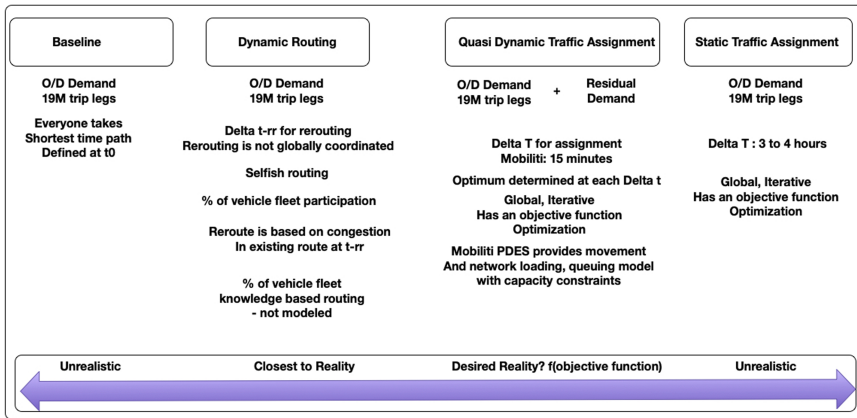 Baseline
O/D Demand
19M trip legs
Everyone takes
Shortest time path
Defined at t0
Dynamic Routing
O/D Demand
19M trip legs
Delta t-rr for rerouting
Rerouting is not globally coordinated
Selfish routing
% of vehicle fleet participation
Reroute is based on congestion
In existing route at t-rr
% of vehicle fleet
knowledge based routing
- not modeled
Quasi Dynamic Traffic Assignment
O/D Demand + Residual
19M trip legs Demand
Delta T for assignment
Mobiliti: 15 minutes
Optimum determined at each Delta t
Global, Iterative
Has an objective function
Optimization
Mobiliti PDES provides movement
And network loading, queuing model
with capacity constraints
Static Traffic Assignment
O/D Demand
19M trip legs
Delta T : 3 to 4 hours
Global, Iterative
Has an objective function
Optimization
Unrealistic
Closest to Reality
Desired Reality? f(objective function)
Unrealistic